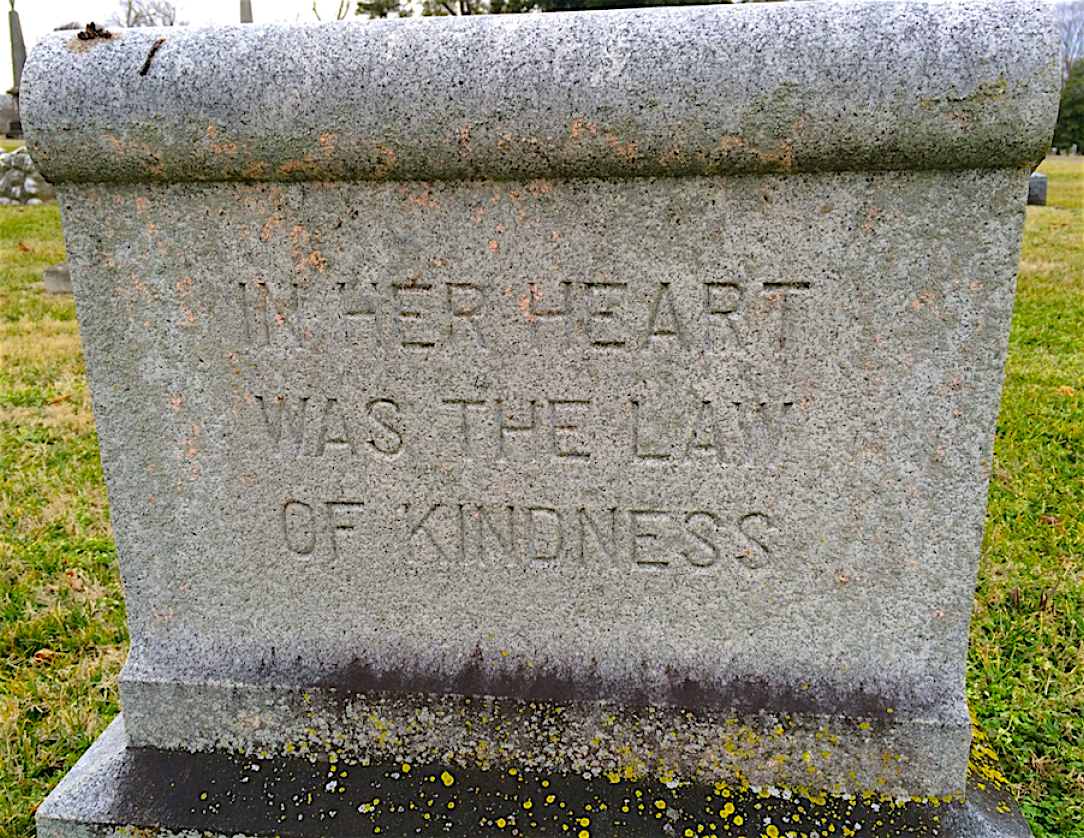 IN HER HEART
WAS THE LAW
OF KINDNESS